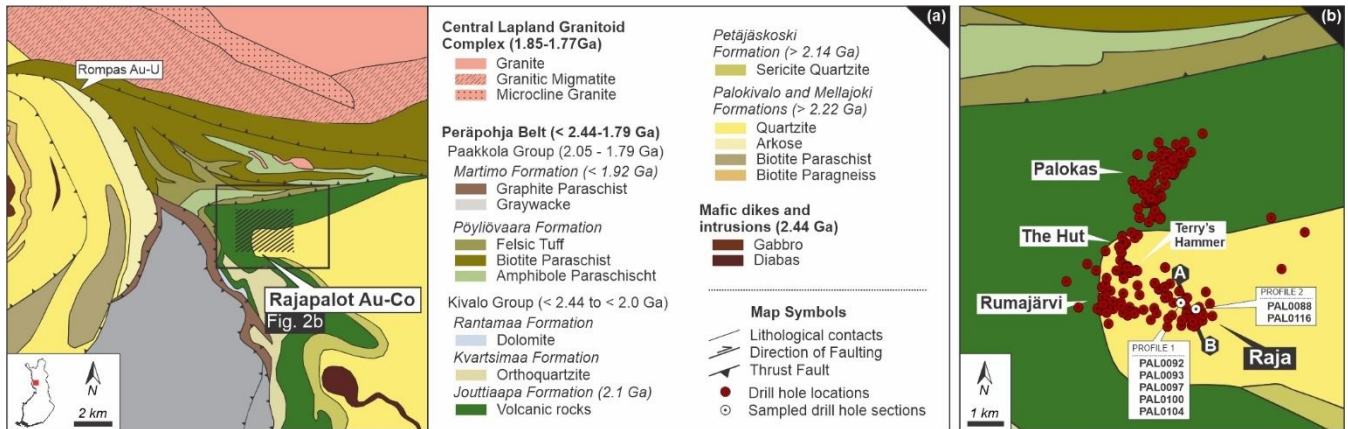 Rompas Au-U
Rajapalot Au-Co
Fig. 2b
N
2 km
(a)
Central Lapland Granitoid
Complex (1.85-1.77Ga)
Granite
Granitic Migmatite
Microcline Granite
Peräpohja Belt (< 2.44-1.79 Ga)
Paakkola Group (2.05 - 1.79 Ga)
Martimo Formation (< 1.92 Ga)
Graphite Paraschist
Graywacke
Pöyliövaara Formation
Felsic Tuff
Biotite Paraschist
Amphibole Paraschischt
Kivalo Group (< 2.44 to < 2.0 Ga)
Rantamaa Formation
Dolomite
Kvartsimaa Formation
Orthoquartzite
Jouttiaapa Formation (2.1 Ga)
Volcanic rocks
Petäjäskoski
Formation (> 2.14 Ga)
Sericite Quartzite
Palokivalo and Mellajoki
Formations (> 2.22 Ga)
Quartzite
Arkose
Biotite Paraschist
Biotite Paragneiss
Mafic dikes and
intrusions (2.44 Ga)
Gabbro
Diabas
Map Symbols
Lithological contacts
Direction of Faulting
Thrust Fault
Drill hole locations
Sampled drill hole sections
(b)
Palokas
The Hut
Terry's
Hammer
A
Rumajärvi
PROFILE 2
PAL0088
PAL0116
B
Raja
PROFILE 1
PAL0092
PAL0093
PAL0097
PAL0100
PAL0104
N
1 km